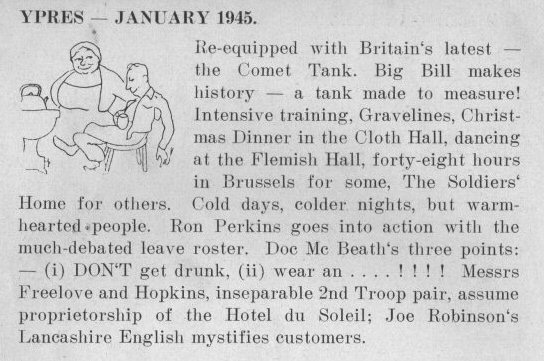 YPRES — JANUARY 1945.
Re-equipped with Britain‘s latest —
the Comet Tank. Big Bill makes
history — a tank made to measure!
Intensive training, Gravelines, Christ-
mas Dinner in the Cloth Hall, dancing
at the Flemish Hall, forty-eight hours
in Brussels for some, The Soldiers‘
Home for others. Cold days, colder nights, but warm-
hearted people. Ron Perkins goes into action with the
much-debated leave roster. Doc Mc Beath‘s three points:
— (i) DON‘T get drunk, (ii) wear an . . . . ! ! ! ! Messrs
Freelove and Hopkins, inseparable 2nd Troop pair, assume
proprietorship of the Hotel du Soleil; Joe Robinson‘s
Lancashire English mystifies customers.